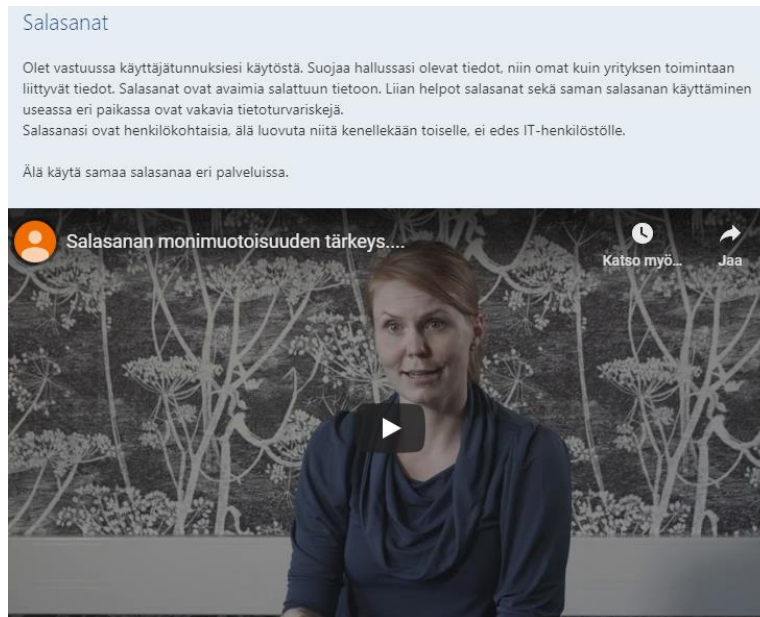 Salasanat
Olet vastuussa käyttäjätunnuksiesi käytöstä. Suojaa hallussasi olevat tiedot, niin omat kuin yrityksen toimintaan
liittyvät tiedot. Salasanat ovat avaimia salattuun tietoon. Liian helpot salasanat sekä saman salasanan käyttäminen
useassa eri paikassa ovat vakavia tietoturvariskejä.
Salasanasi ovat henkilökohtaisia, älä luovuta niitä kenellekään toiselle, ei edes IT-henkilöstölle.
Älä käytä samaa salasanaa eri palveluissa.
Salasanan monimuotoisuuden tärkeys....
Katso myö...
Jaa